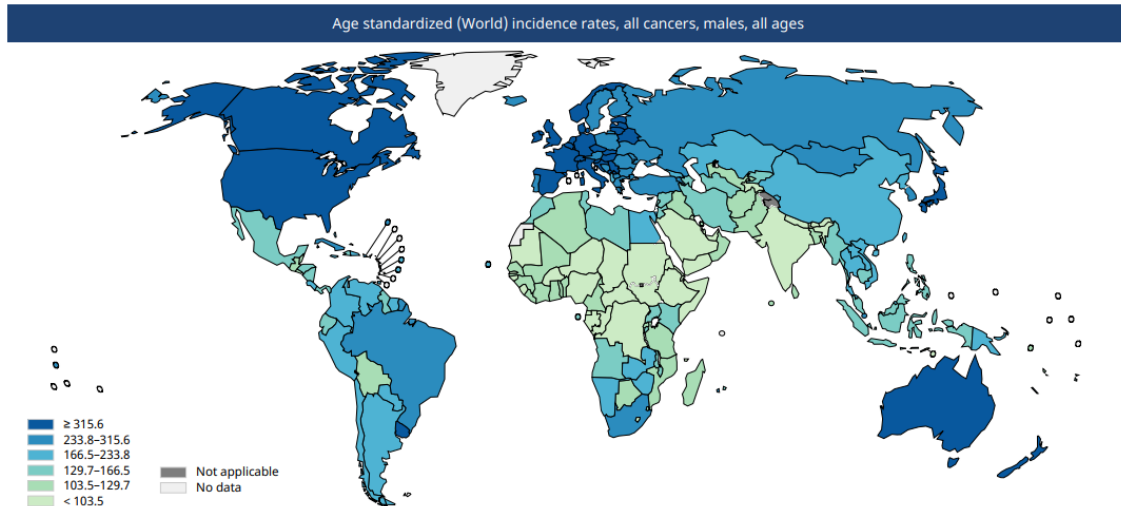 Age standardized (World) incidence rates, all cancers, males, all ages
≥ 315.6
233.8–315.6
166.5–233.8
129.7–166.5
103.5–129.7
< 103.5
Not applicable
No data